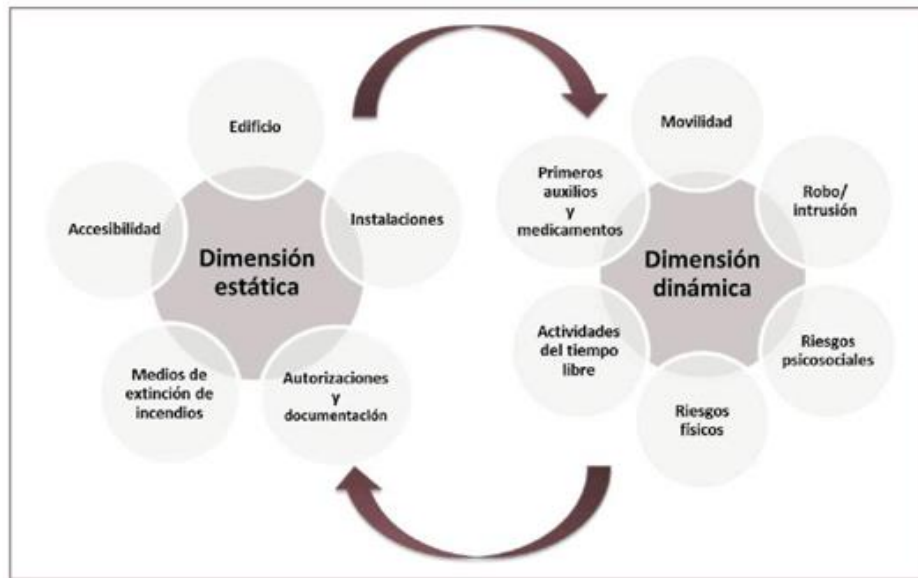 Dimensión
estática
Edificio
Instalaciones
Autorizaciones
y
documentación
Medios de
extinción de
incendios
Accesibilidad
Dimensión
dinámica
Movilidad
Robo/
intrusión
Riesgos
psicosociales
Riesgos
físicos
Actividades
del tiempo
libre
Primeros
auxilios
y
medicamentos